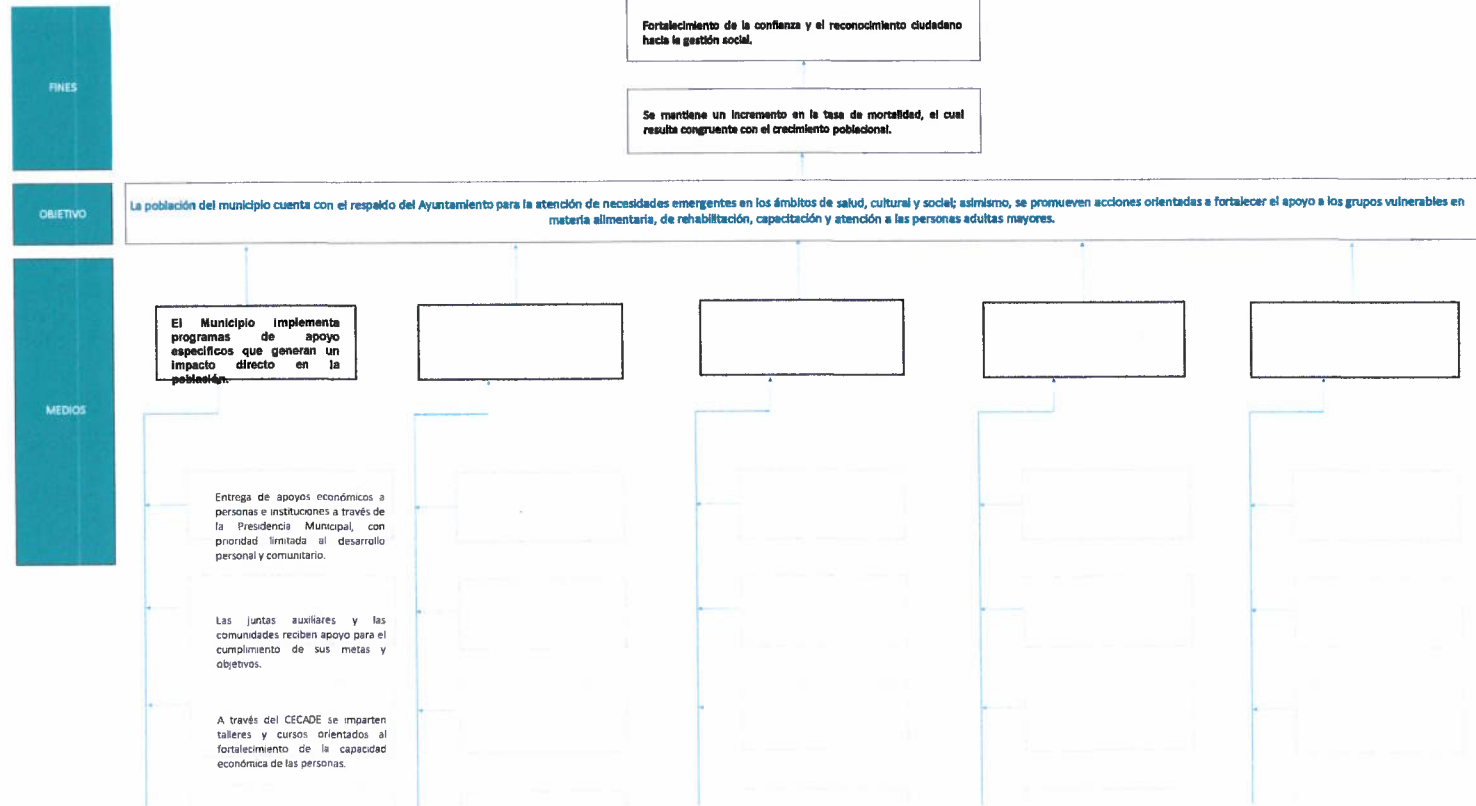 Fortalecimiento de la confianza y el reconocimiento ciudadano
hacia la gestión social.
FINES
Se mantiene un incremento en la tasa de mortalidad, el cual
resulta congruente con el crecimiento poblacional.
OBJETIVO
La población del municipio cuenta con el respaldo del Ayuntamiento para la atención de necesidades emergentes en los ámbitos de salud, cultural y social; asimismo, se promueven acciones orientadas a fortalecer el apoyo a los grupos vulnerables en
materia alimentaria, de rehabilitación, capacitación y atención a las personas adultas mayores.
El Municipio implementa
programas de apoyo
específicos que generan un
impacto directo en la
población.
MEDIOS
Entrega de apoyos económicos a
personas e instituciones a través de
la Presidencia Municipal, con
prioridad limitada al desarrollo
personal y comunitario.
Las juntas auxiliares y las
comunidades reciben apoyo para el
cumplimiento de sus metas y
objetivos.
A través del CECADE se imparten
talleres y cursos orientados al
fortalecimiento de la capacidad
económica de las personas.